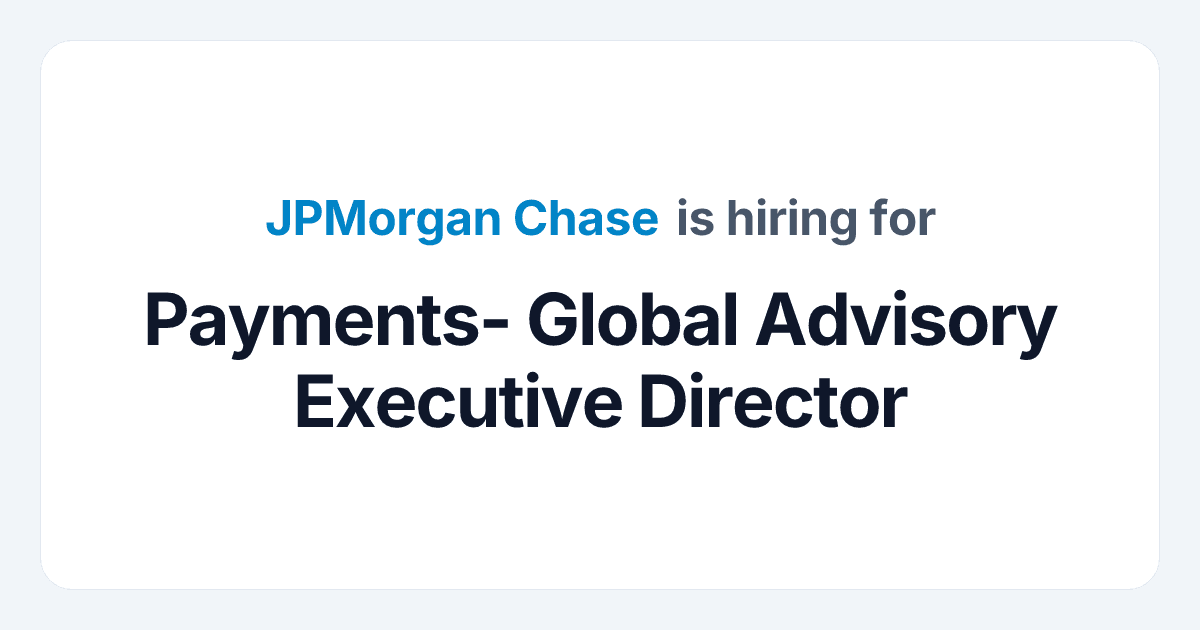 JPMorgan Chase is hiring for
Payments- Global Advisory
Executive Director